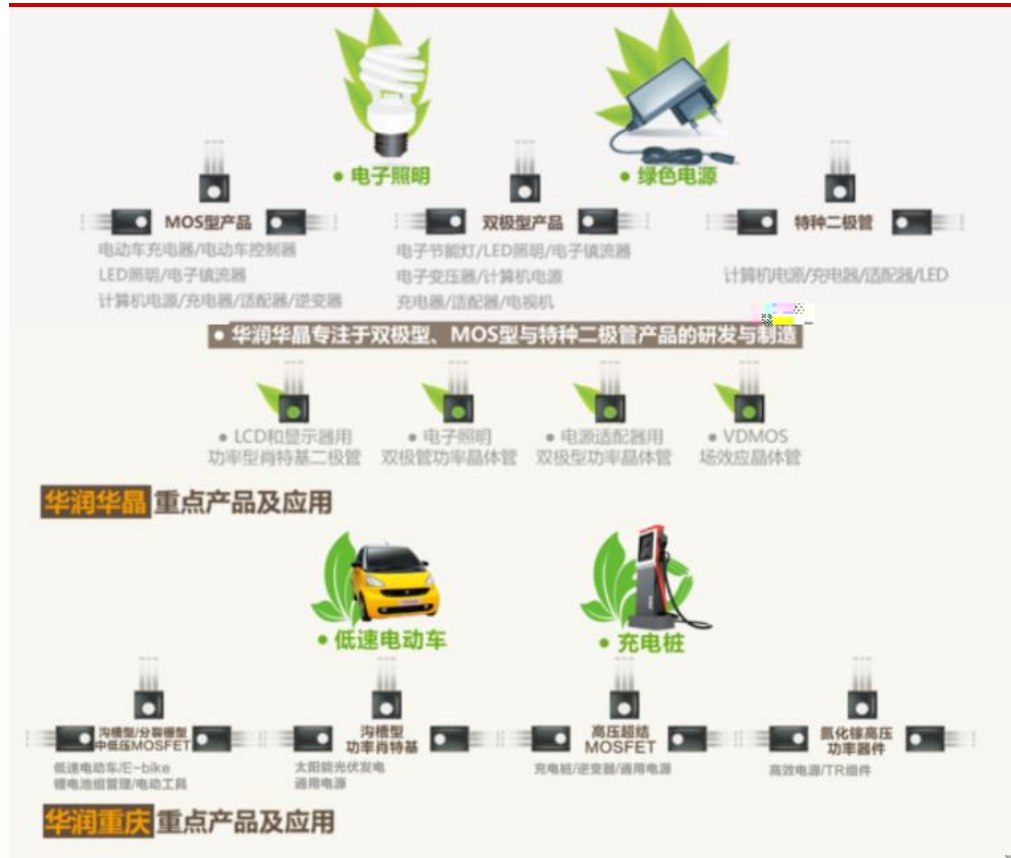 • 电子照明
• 绿色电源
MOS型产品
电动车充电器/电动车控制器
LED照明/电子镇流器
计算机电源/充电器/适配器/逆变器
双极型产品
电子节能灯/LED照明/电子镇流器
电子变压器/计算机电源
充电器/适配器/电视机
特种二极管
计算机电源/充电器/适配器/LED
• 华润华晶专注于双极型、MOS型与特种二极管产品的研发与制造
• LCD和显示器用
功率型肖特基二极管
• 电子照明
双极管功率晶体管
• 电源适配器用
双极型功率晶体管
• VDMOS
场效应晶体管
华润华晶 重点产品及应用
• 低速电动车
• 充电桩
沟槽型/分裂栅型
中低压MOSFET
低速电动车/E-bike
锂电池组管理/电动工具
沟槽型
功率肖特基
太阳能光伏发电
通用电源
高压超结
MOSFET
充电桩/逆变器/通用电源
氮化镓高压
功率器件
高效电源/TR组件
华润重庆 重点产品及应用